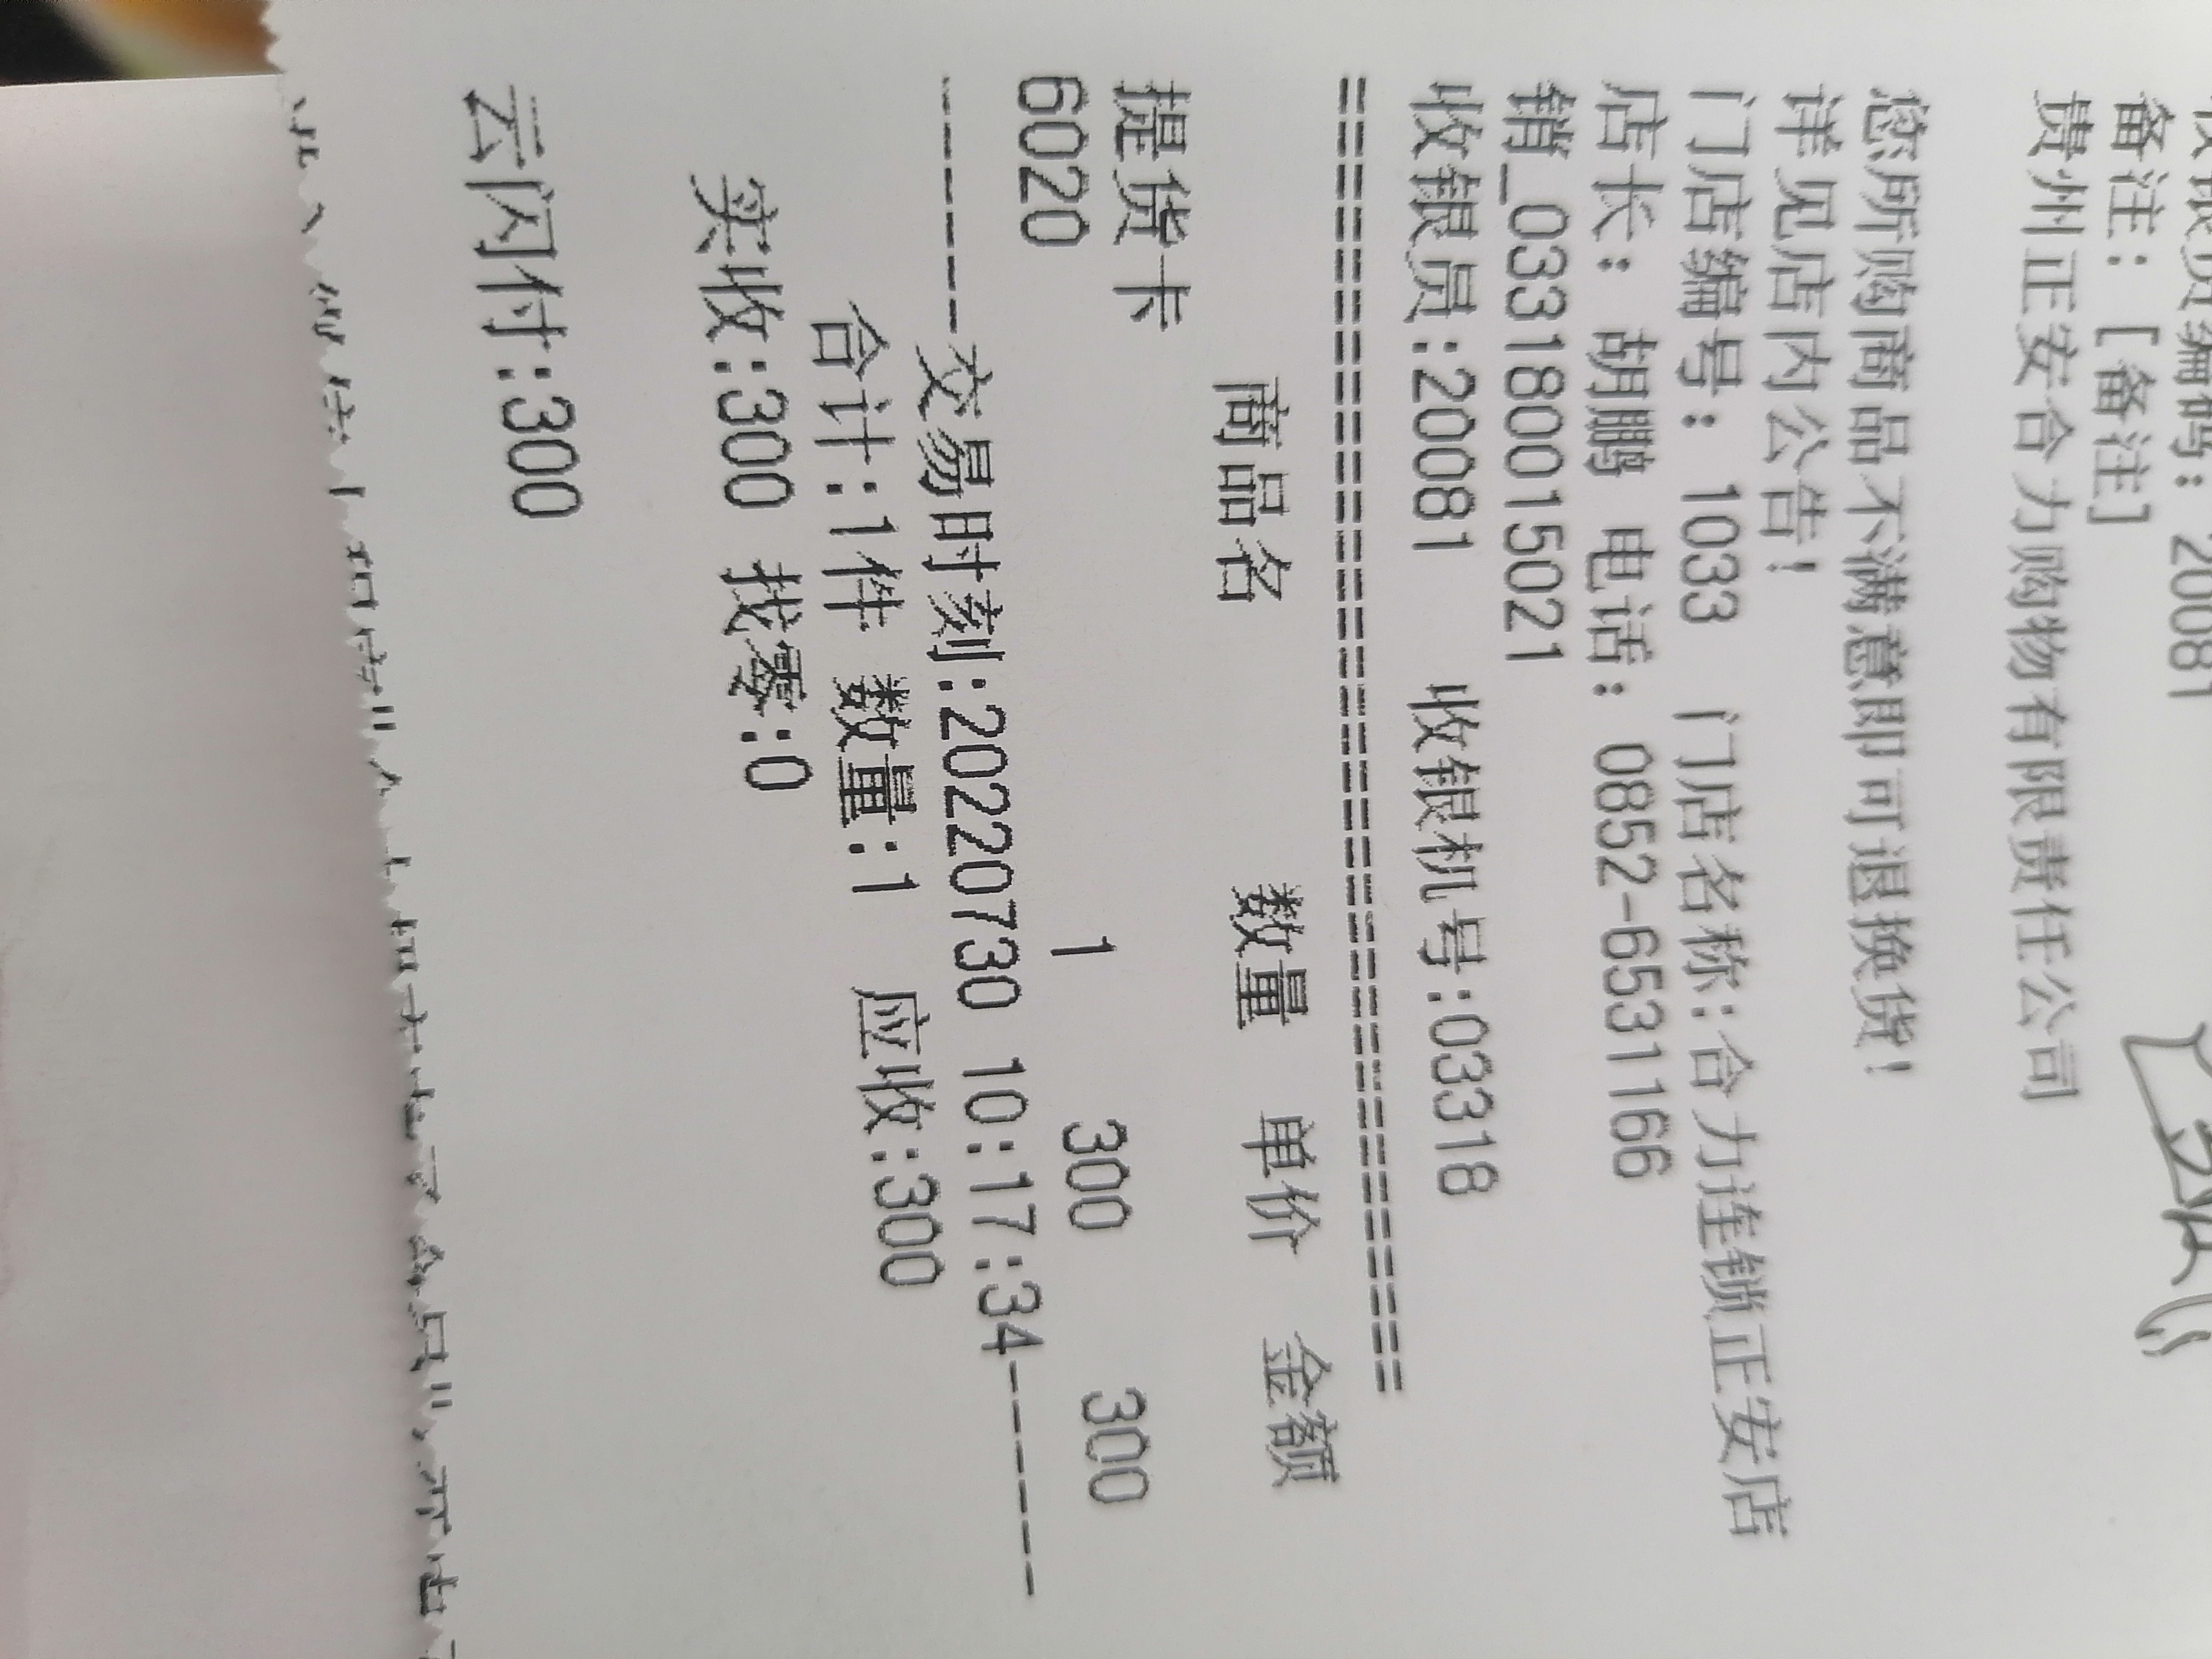 收银员编码：20081
备注：[备注]
贵州正安合力购物有限责任公司
您所购商品不满意即可退换货！
详见店内公告！
门店编号：1033 门店名称：合力连锁正安店
店长：胡鹏 电话：0852-6531166
销_033180015021
收银员:20081 收银机号:03318
================================================
商品名 数量 单价 金额
提货卡
6020 1 300 300
-------交易时刻:20220730 10:17:34-------
合计:1件 数量:1 应收:300
实收:300 找零:0
云闪付:300